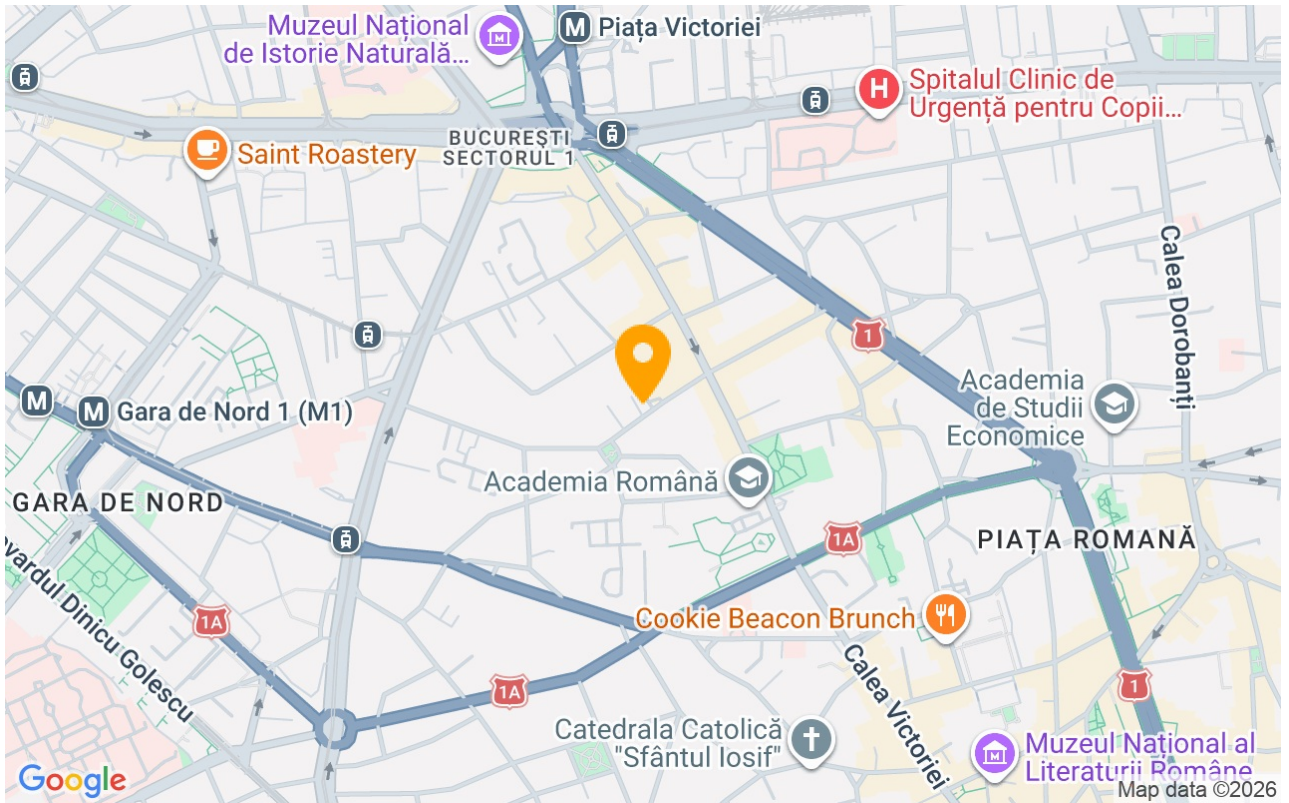 Muzeul Național
de Istorie Naturală...
M
Piața Victoriei
H
Spitalul Clinic de
Urgență pentru Copii...
BUCUREȘTI
SECTORUL 1
Saint Roastery
Calea Dorobanți
1
Academia
de Studii
Economice
M
M
Gara de Nord 1 (M1)
Academia Română
GARA DE NORD
1A
PIAȚA ROMANĂ
ovardul Dinicu Golescu
1A
Cookie Beacon Brunch
Calea Victoriei
1A
1
Catedrala Catolică
"Sfântul Iosif"
Muzeul Național al
Literaturii Române
Google
Map data ©2026